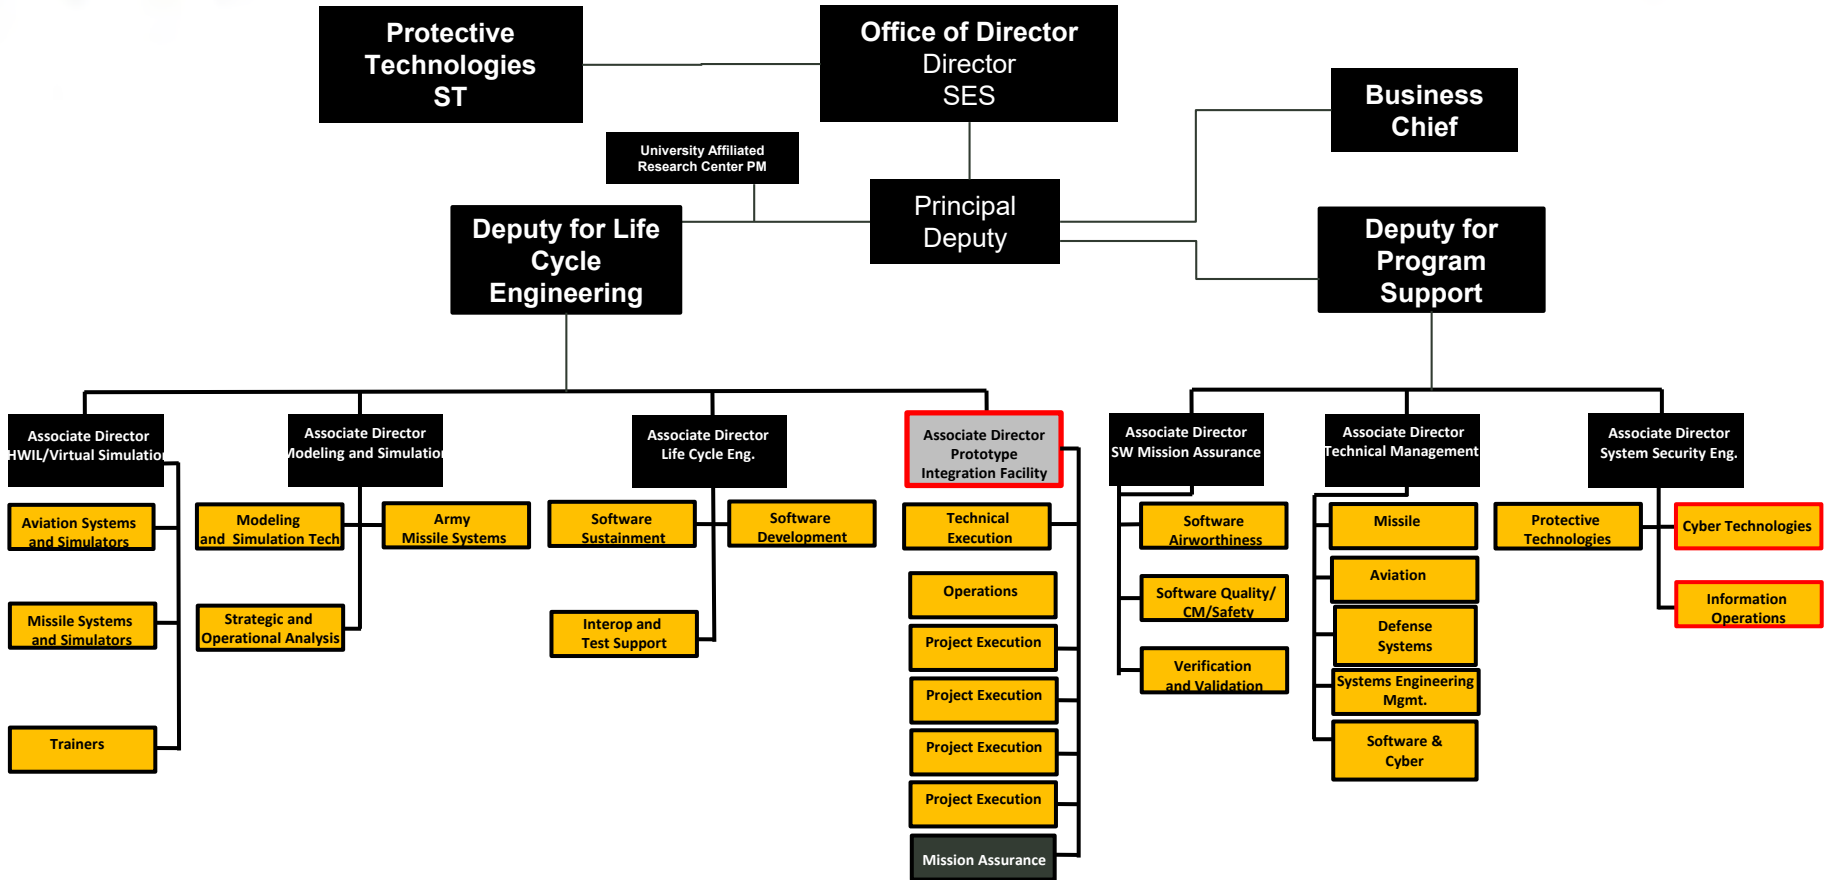 Protective
Technologies
ST
Office of Director
Director
SES
Business
Chief
University Affiliated
Research Center PM
Principal
Deputy
Deputy for Life
Cycle
Engineering
Deputy for
Program
Support
Associate Director
HWIL/Virtual Simulation
Associate Director
Modeling and Simulation
Associate Director
Life Cycle Eng.
Associate Director
Prototype
Integration Facility
Associate Director
SW Mission Assurance
Associate Director
Technical Management
Associate Director
System Security Eng.
Aviation Systems
and Simulators
Missile Systems
and Simulators
Trainers
Modeling
and Simulation Tech
Army
Missile Systems
Strategic and
Operational Analysis
Software
Sustainment
Software
Development
Interop and
Test Support
Technical
Execution
Operations
Project Execution
Project Execution
Project Execution
Project Execution
Mission Assurance
Software
Airworthiness
Software Quality/
CM/Safety
Verification
and Validation
Missile
Aviation
Defense
Systems
Systems Engineering
Mgmt.
Software &
Cyber
Protective
Technologies
Cyber Technologies
Information
Operations